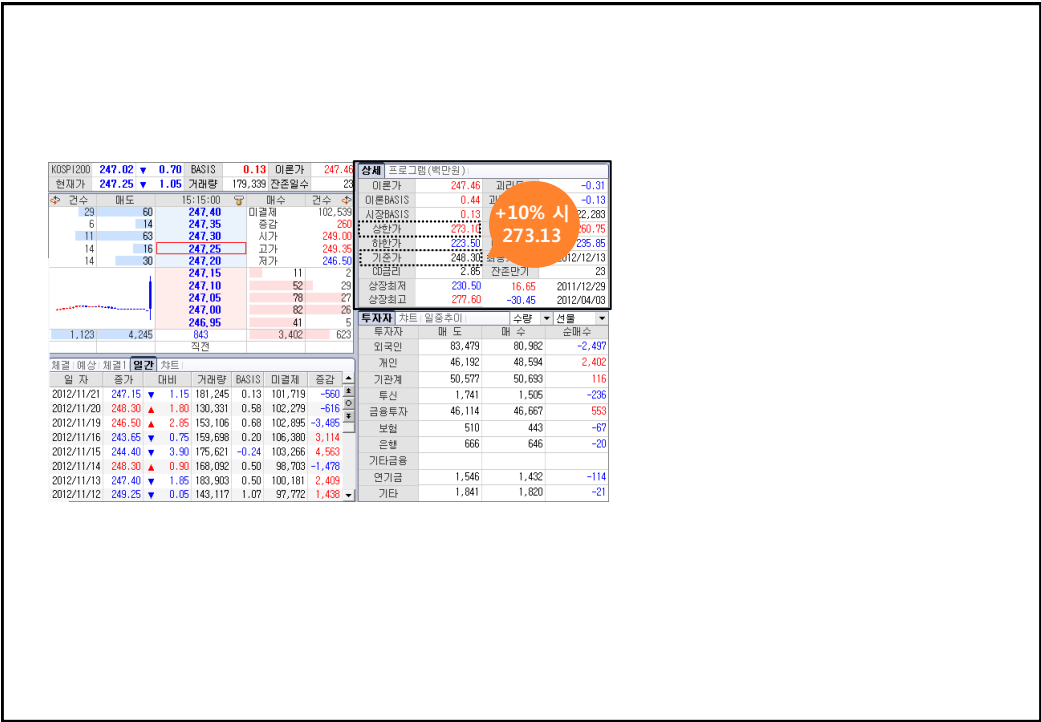 KOSPI200 247.02 ▼ 0.70 BASIS 0.13 이론가 247.46
현재가 247.25 ▼ 1.05 거래량 179,339 잔존일수 23
건수 매도 15:15:00 매수 건수
29 60 247.40 미결제 102,539
6 14 247.35 증감 260
11 63 247.30 시가 249.00
14 16 247.25 고가 249.35
14 30 247.20 저가 246.50
247.15 11 2
247.10 52 29
247.05 78 27
247.00 82 26
246.95 41 5
1,123 4,245 843 3,402 623
직전
체결 예상 체결1 일간 챠트
일 자 종가 대비 거래량 BASIS 미결제 증감
2012/11/21 247.15 ▼ 1.15 181,245 0.13 101,719 -560
2012/11/20 248.30 ▲ 1.80 130,331 0.58 102,279 -616
2012/11/19 246.50 ▲ 2.85 153,106 0.68 102,895 -3,485
2012/11/16 243.65 ▼ 0.75 159,698 0.20 106,380 3,114
2012/11/15 244.40 ▼ 3.90 175,621 -0.24 103,266 4,563
2012/11/14 248.30 ▲ 0.90 168,092 0.50 98,703 -1,478
2012/11/13 247.40 ▼ 1.85 183,903 0.50 100,181 2,409
2012/11/12 249.25 ▼ 0.05 143,117 1.07 97,772 1,438
상세 프로그램(백만원)
이론가 247.46 -0.31
이론BASIS 0.44 -0.13
시장BASIS 0.13
상한가 273.10 260.75
하한가 223.50 235.85
기준가 248.30 2012/12/13
CD금리 2.85 잔존만기 23
상장최저 230.50 16.65 2011/12/29
상장최고 277.60 -30.45 2012/04/03
+10% 시
273.13
투자자 챠트 일중추이 수량 ▼ 선물 ▼
투자자 매 도 매 수 순매수
외국인 83,479 80,982 -2,497
개인 46,192 48,594 2,402
기관계 50,577 50,693 116
투신 1,741 1,505 -236
금융투자 46,114 46,667 553
보험 510 443 -67
은행 666 646 -20
기타금융
연기금 1,546 1,432 -114
기타 1,841 1,820 -21